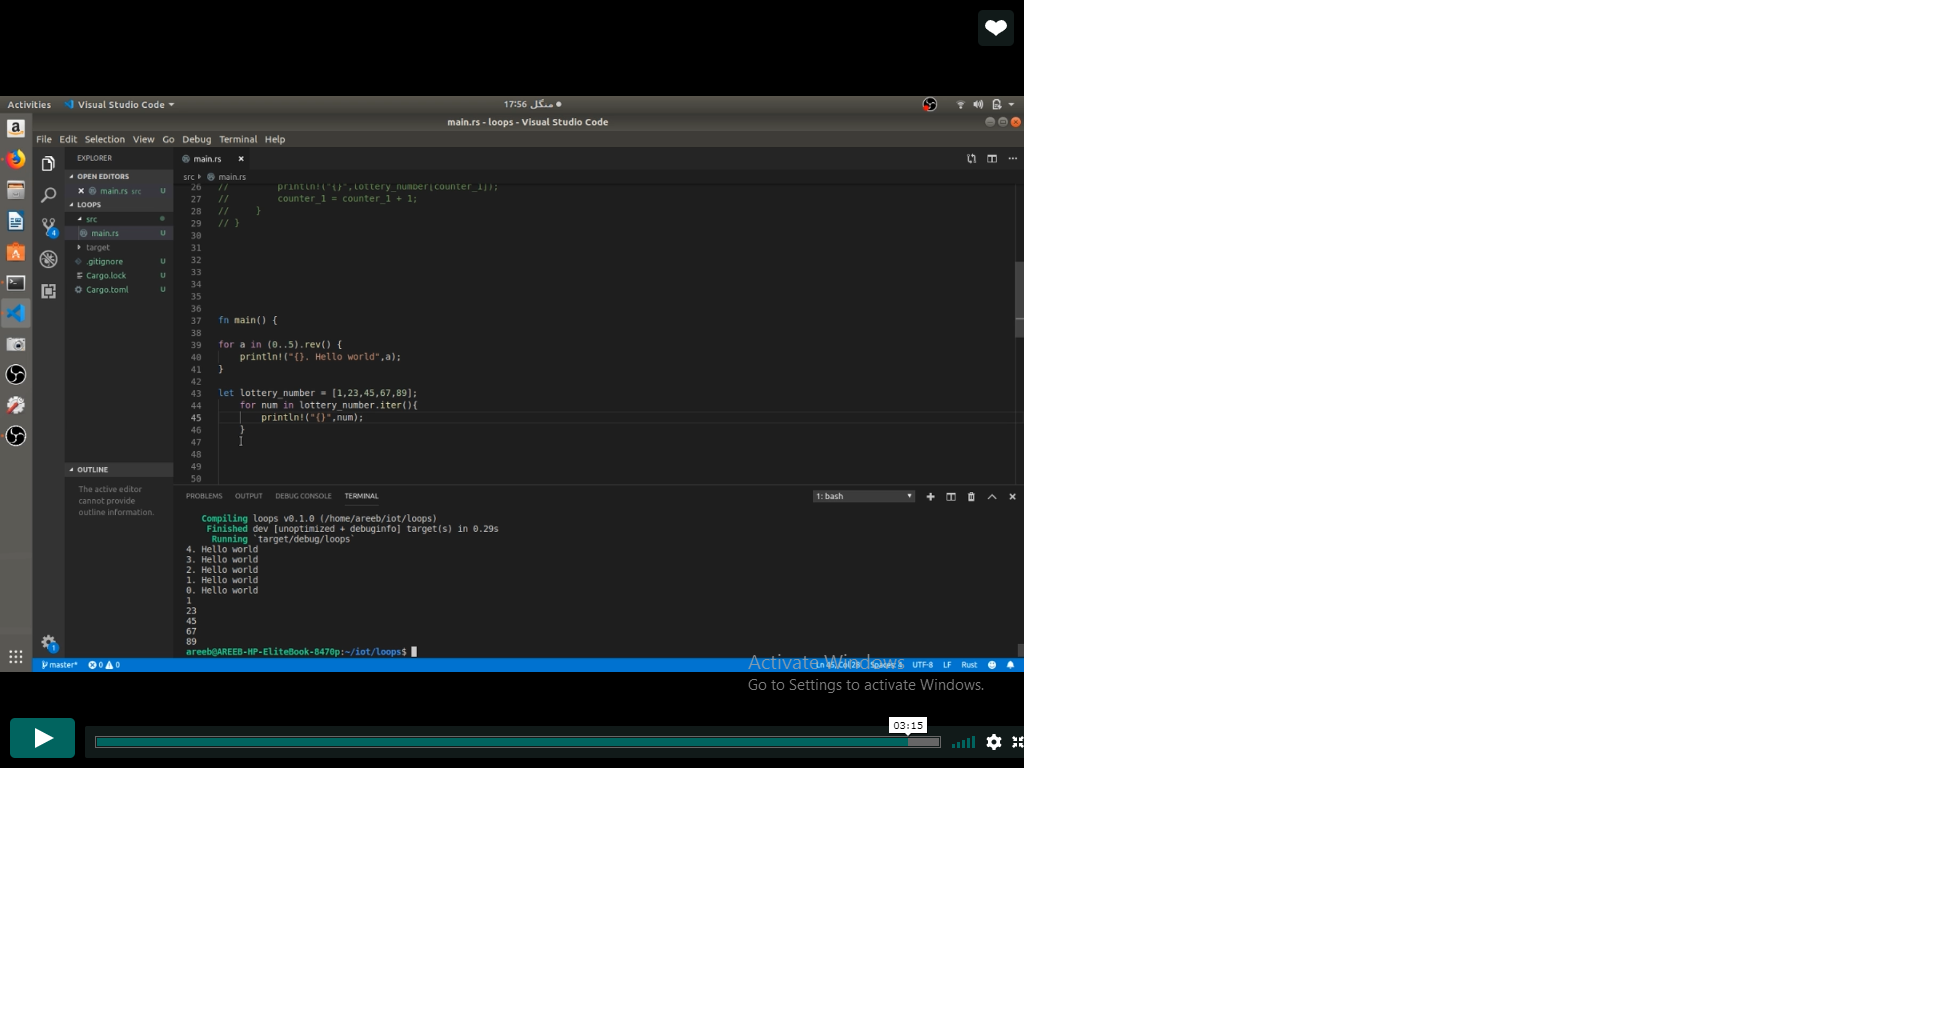 Activities Visual Studio Code 17:56 منگل
main.rs - loops - Visual Studio Code
File Edit Selection View Go Debug Terminal Help
EXPLORER
OPEN EDITORS
main.rs src U
LOOPS
src
main.rs U
target
.gitignore U
Cargo.lock U
Cargo.toml U
OUTLINE
The active editor
cannot provide
outline information.
main.rs
src main.rs
26 // println!("{}",lottery_number[counter_1]);
27 // counter_1 = counter_1 + 1;
28 // }
29 // }
30
31
32
33
34
35
36
37 fn main() {
38
39 for a in (0..5).rev() {
40 println!("{}. Hello world",a);
41 }
42
43 let lottery_number = [1,23,45,67,89];
44 for num in lottery_number.iter(){
45 println!("{}",num);
46 }
47
48
49
50
PROBLEMS OUTPUT DEBUG CONSOLE TERMINAL 1: bash
Compiling loops v0.1.0 (/home/areeb/iot/loops)
Finished dev [unoptimized + debuginfo] target(s) in 0.29s
Running `target/debug/loops`
4. Hello world
3. Hello world
2. Hello world
1. Hello world
0. Hello world
1
23
45
67
89
areeb@AREEB-HP-EliteBook-8470p:~/iot/loops$
master* 0 0 Ln 45, Col 28 Spaces: 4 UTF-8 LF Rust
Activate Windows
Go to Settings to activate Windows.
03:15